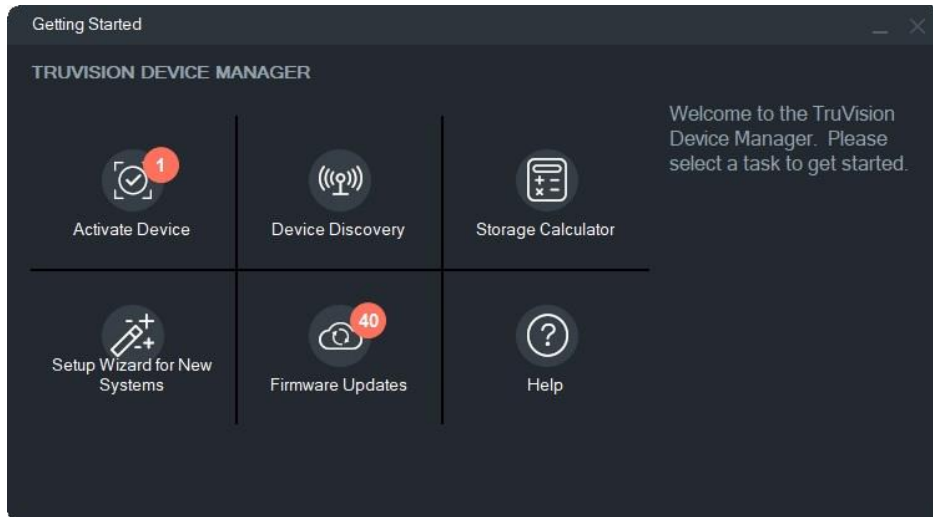 Getting Started
TRUVISION DEVICE MANAGER
Welcome to the TruVision
Device Manager. Please
select a task to get started.
1
Activate Device
Device Discovery
Storage Calculator
Setup Wizard for New
Systems
40
Firmware Updates
Help